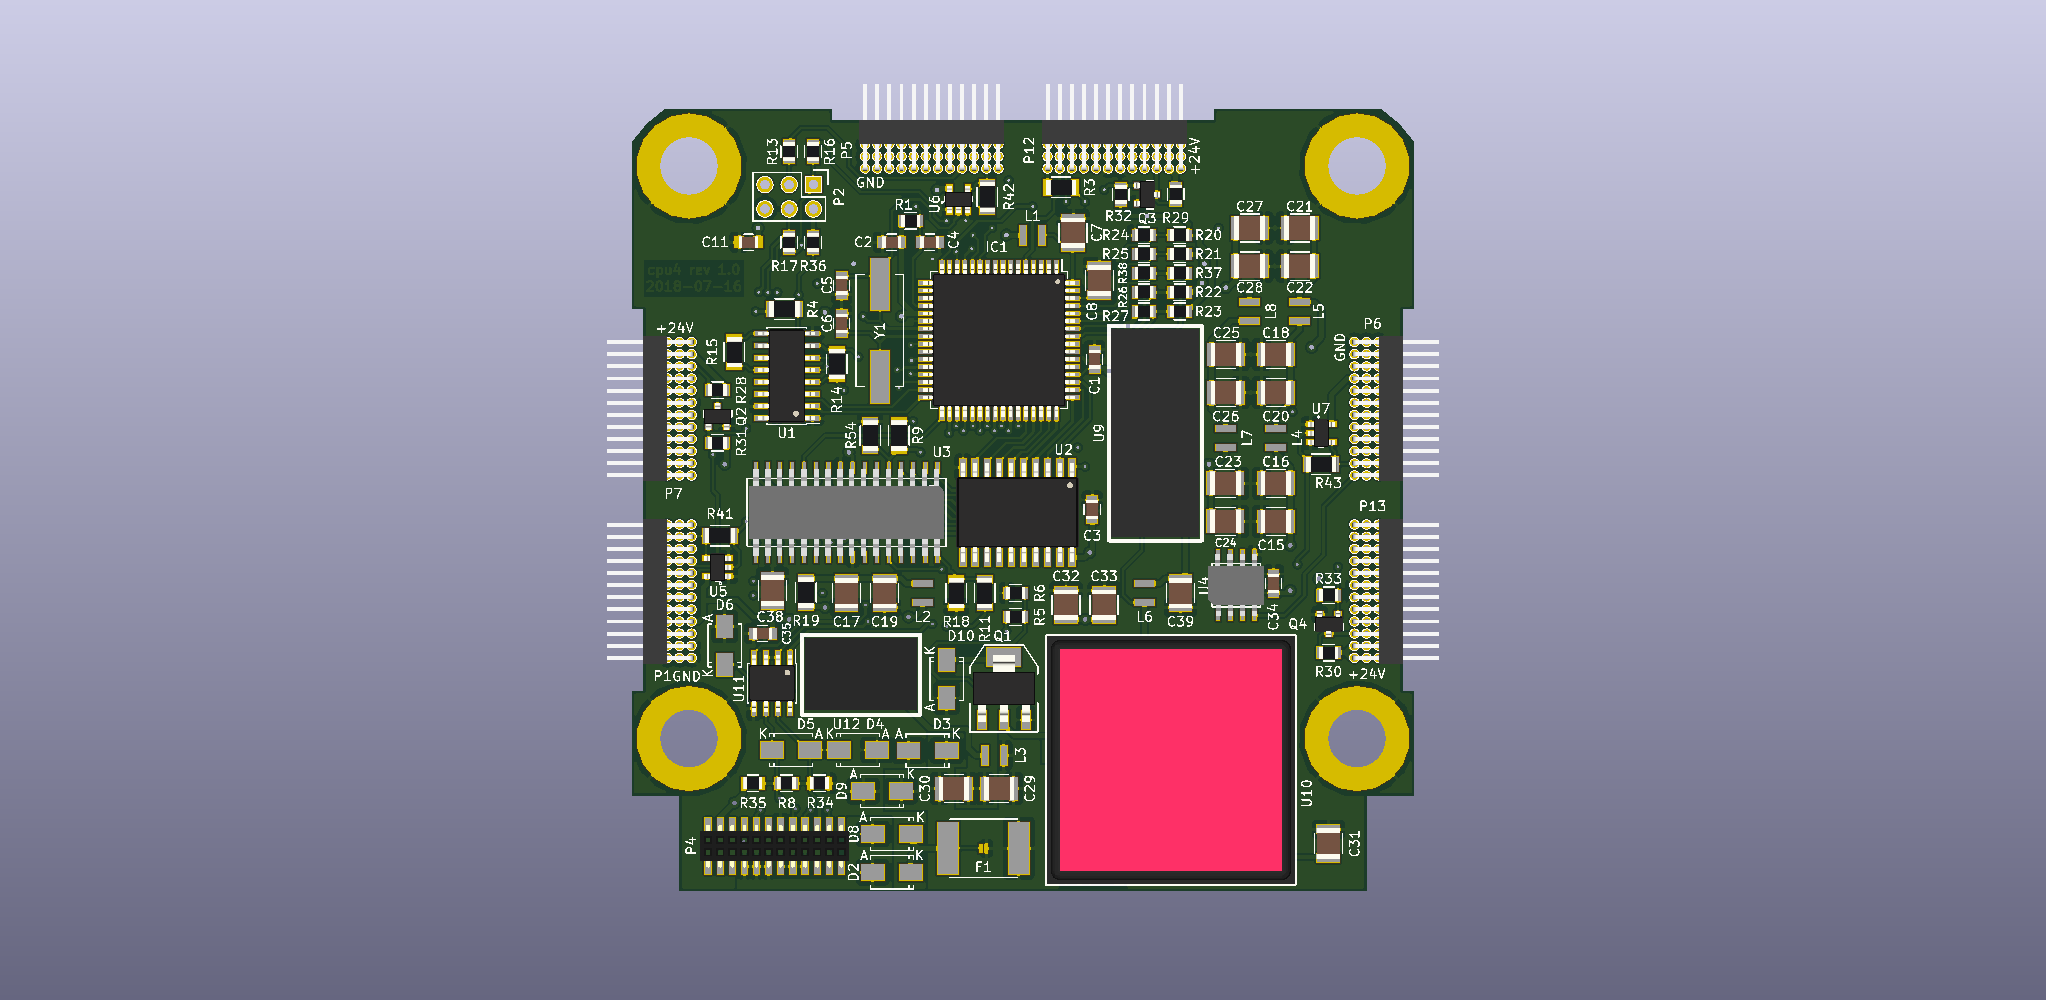 R13
R16
P5
P12
+24V
GND
P2
U6
R42
R3
R32
Q3
R29
R1
L1
C7
C27
C21
C11
R17
R36
C2
C4
IC1
R24
R20
R25
R21
R38
R37
R26
R22
R27
R23
C28
C22
cpu4 rev 1.0
2018-07-16
C5
C6
R4
Y1
C8
L8
L5
+24V
R15
P6
GND
C25
C18
R28
R14
C1
Q2
U1
R31
R54
R9
U3
U2
U9
C26
C20
L7
L4
U7
R43
C23
C16
P7
R41
P13
C3
C24
C15
U5
D6
A
K
C38
R19
C17
C19
L2
R18
R11
R6
R5
C32
C33
L6
C39
U4
C34
R33
Q4
R30
+24V
C35
D10
Q1
K
A
P1
GND
U11
D5
U12
D4
D3
K
A
K
A
A
K
L3
A
K
D9
C30
C29
U10
R35
R8
R34
P4
A
K
D8
A
K
D2
F1
C31